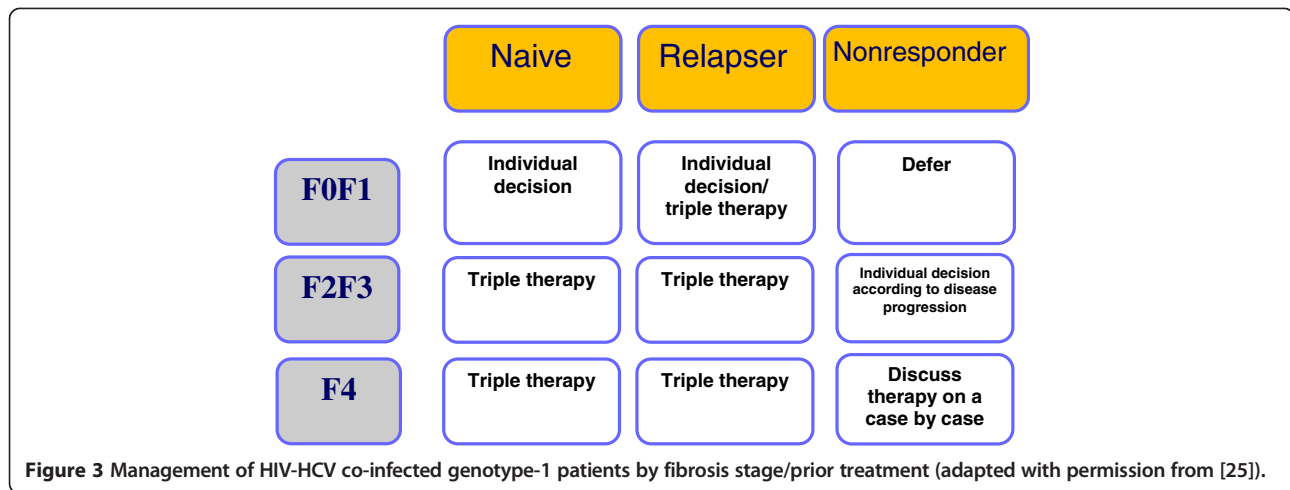 Naive Relapser Nonresponder
F0F1
Individual
decision
Individual
decision/
triple therapy
Defer
F2F3
Triple therapy
Triple therapy
Individual decision
according to disease
progression
F4
Triple therapy
Triple therapy
Discuss
therapy on a
case by case
Figure 3 Management of HIV-HCV co-infected genotype-1 patients by fibrosis stage/prior treatment (adapted with permission from [25]).